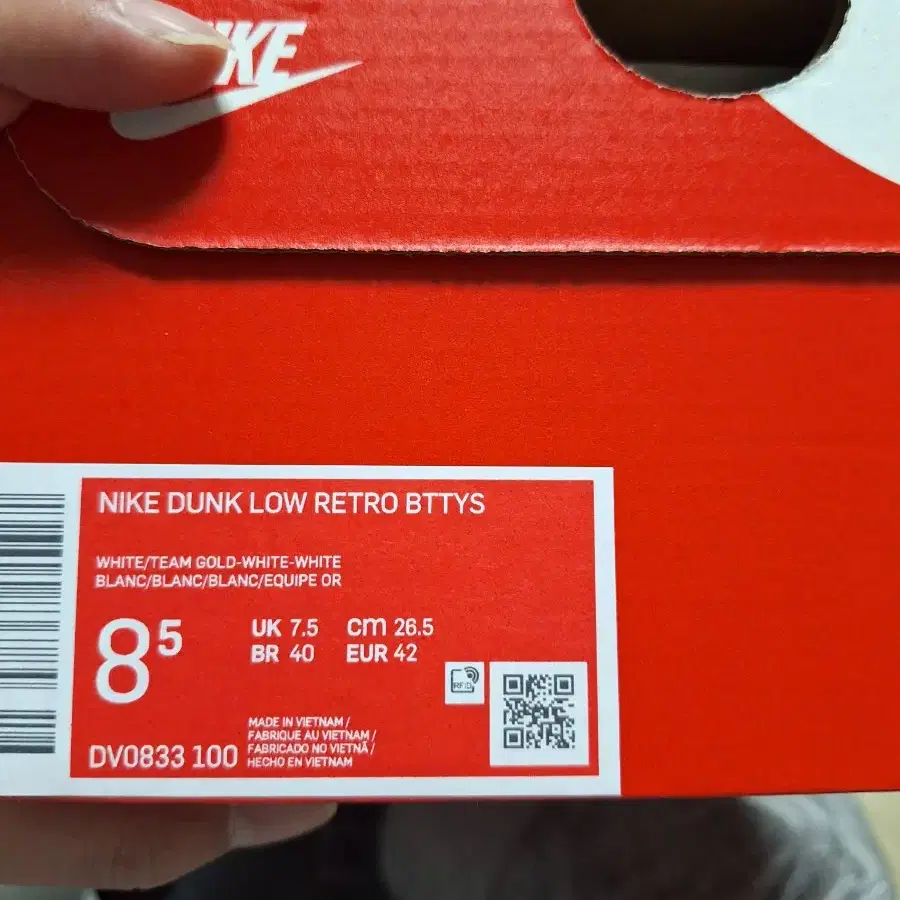 NIKE
NIKE DUNK LOW RETRO BTTYS
WHITE/TEAM GOLD-WHITE-WHITE
BLANC/BLANC/BLANC/EQUIPE OR
8⁵
UK 7.5 cm 26.5
BR 40 EUR 42
RFID
MADE IN VIETNAM /
FABRIQUE AU VIETNAM /
FABRICADO NO VIETNÃ /
HECHO EN VIETNAM
DV0833 100